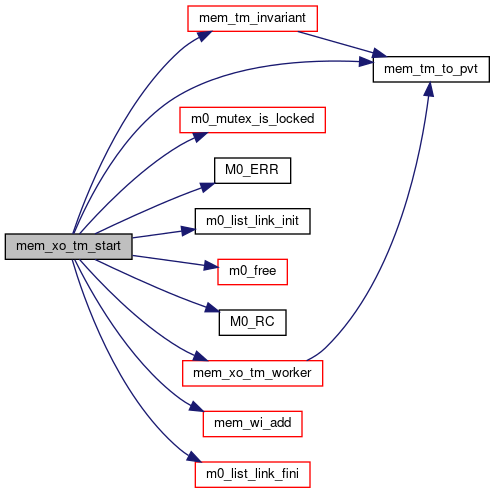 mem_tm_invariant
mem_tm_to_pvt
m0_mutex_is_locked
M0_ERR
m0_list_link_init
mem_xo_tm_start
m0_free
M0_RC
mem_xo_tm_worker
mem_wi_add
m0_list_link_fini